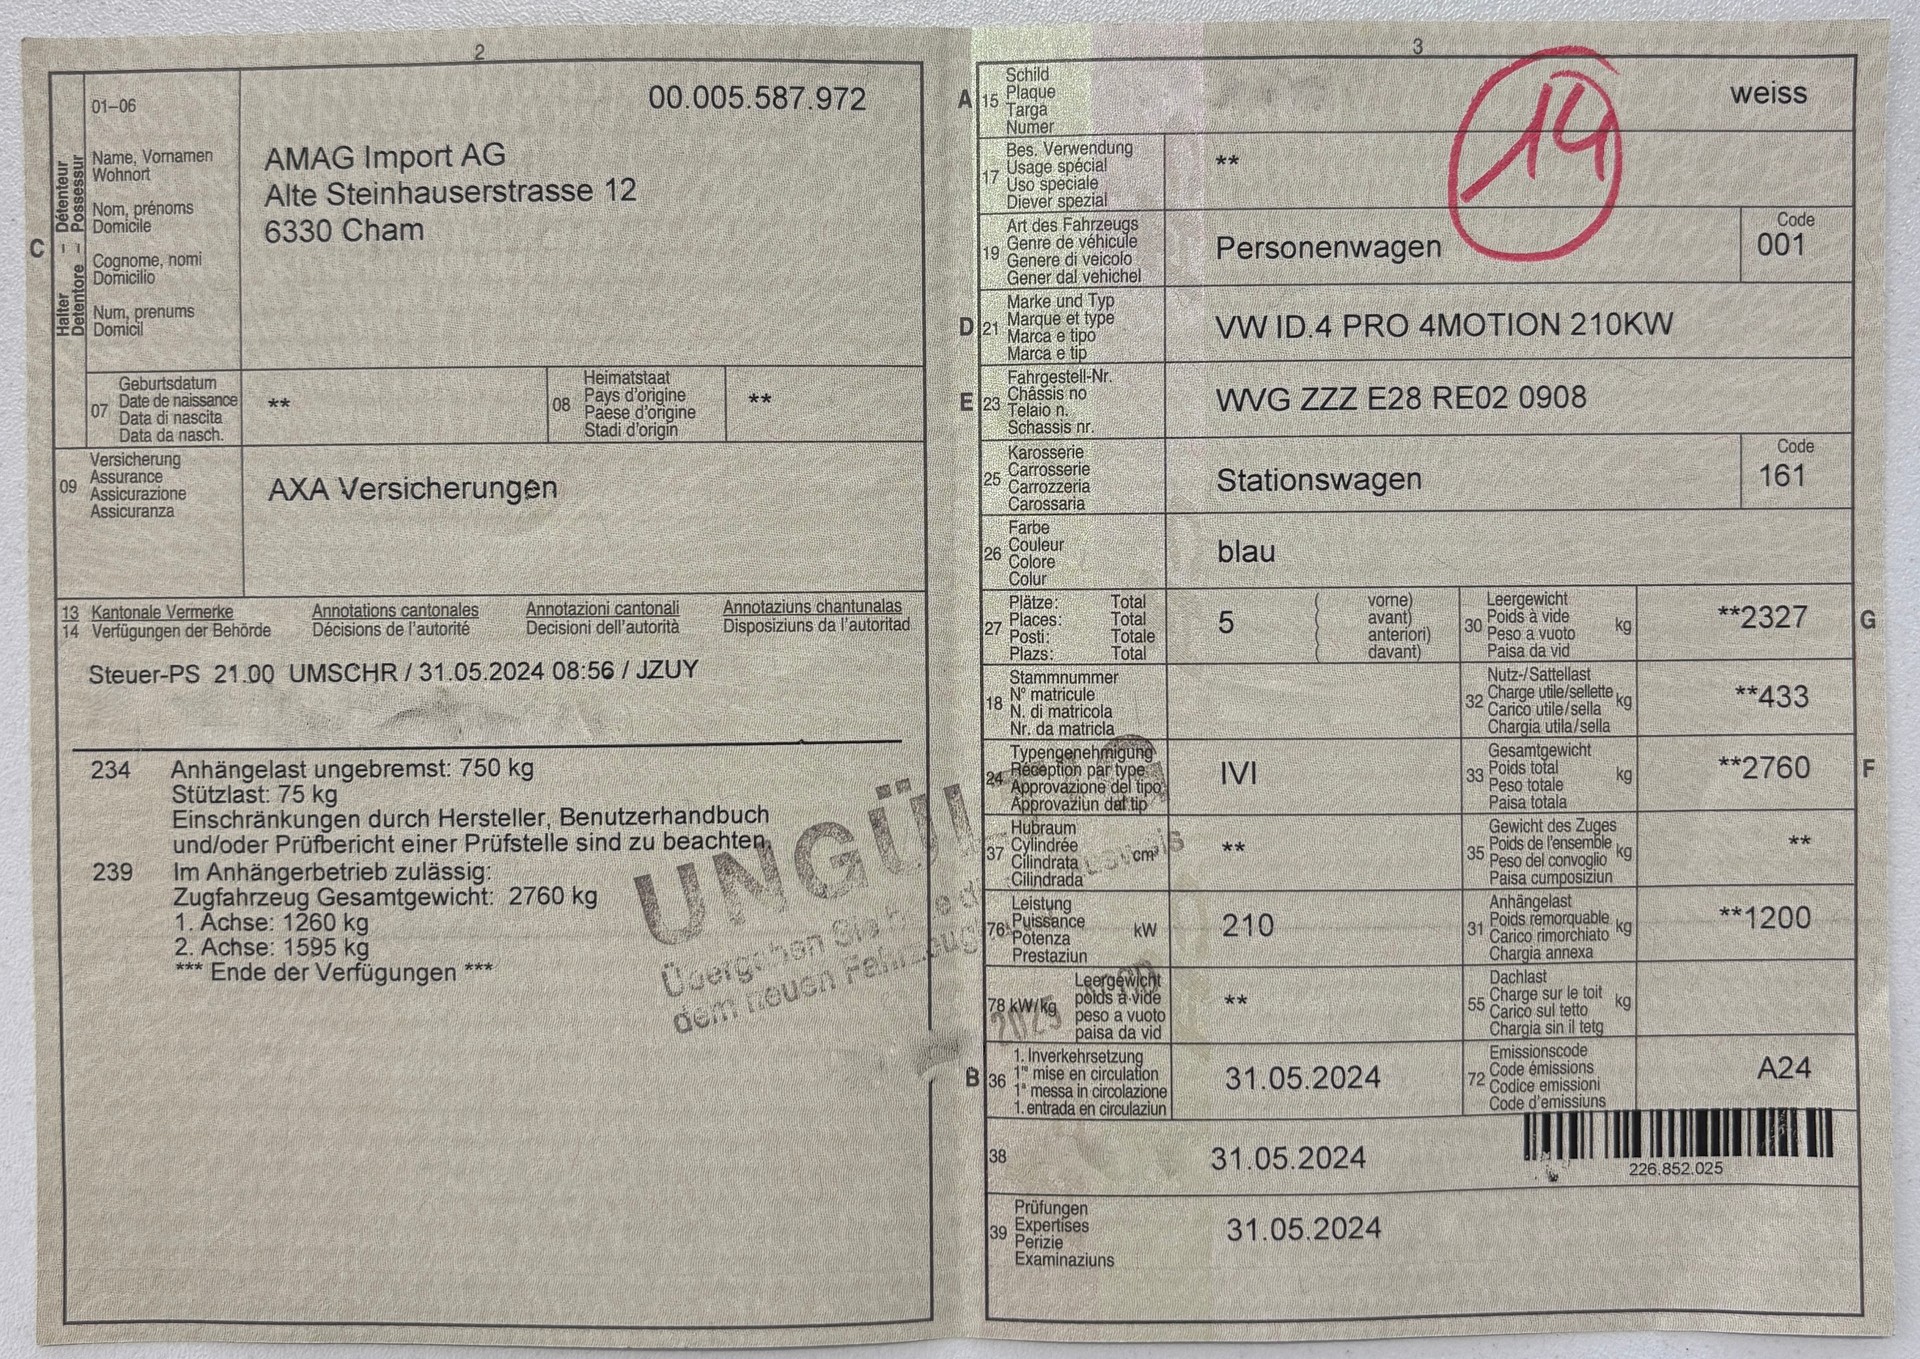 2
01–06
00.005.587.972
Halter – Détenteur
Detentore – Possessur
C
Name, Vornamen
Wohnort
Nom, prénoms
Domicile
Cognome, nomi
Domicilio
Num, prenums
Domicil
AMAG Import AG
Alte Steinhauserstrasse 12
6330 Cham
07
Geburtsdatum
Date de naissance
Data di nascita
Data da nasch.
**
08
Heimatstaat
Pays d'origine
Paese d'origine
Stadi d'origin
**
09
Versicherung
Assurance
Assicurazione
Assicuranza
AXA Versicherungen
13 Kantonale Vermerke Annotations cantonales Annotazioni cantonali Annotaziuns chantunalas
14 Verfügungen der Behörde Décisions de l'autorité Decisioni dell'autorità Disposiziuns da l'autoritad
Steuer-PS 21.00 UMSCHR / 31.05.2024 08:56 / JZUY
234 Anhängelast ungebremst: 750 kg
Stützlast: 75 kg
Einschränkungen durch Hersteller, Benutzerhandbuch
und/oder Prüfbericht einer Prüfstelle sind zu beachten.
239 Im Anhängerbetrieb zulässig:
Zugfahrzeug Gesamtgewicht: 2760 kg
1. Achse: 1260 kg
2. Achse: 1595 kg
*** Ende der Verfügungen ***
UNGÜL
Übergeben Sie
dem neuen Fahrzeug
3
A
15
Schild
Plaque
Targa
Numer
weiss
14
17
Bes. Verwendung
Usage spécial
Uso speciale
Diever spezial
**
19
Art des Fahrzeugs
Genre de véhicule
Genere di veicolo
Gener dal vehichel
Personenwagen
Code
001
D
21
Marke und Typ
Marque et type
Marca e tipo
Marca e tip
VW ID.4 PRO 4MOTION 210KW
E
23
Fahrgestell-Nr.
Châssis no
Telaio n.
Schassis nr.
WVG ZZZ E28 RE02 0908
25
Karosserie
Carrosserie
Carrozzeria
Carossaria
Stationswagen
Code
161
26
Farbe
Couleur
Colore
Colur
blau
27
Plätze: Total
Places: Total
Posti: Totale
Plazs: Total
5
( vorne)
( avant)
( anteriori)
( davant)
30
Leergewicht
Poids à vide
Peso a vuoto
Paisa da vid
kg
**2327
G
18
Stammnummer
N° matricule
N. di matricola
Nr. da matricla
32
Nutz-/Sattellast
Charge utile/sellette
Carico utile/sella
Chargia utila/sella
kg
**433
24
Typengenehmigung
Réception par type
Approvazione del tipo
Approvaziun dal tip
IVI
33
Gesamtgewicht
Poids total
Peso totale
Paisa totala
kg
**2760
F
37
Hubraum
Cylindrée
Cilindrata
Cilindrada
cm³
**
35
Gewicht des Zuges
Poids de l'ensemble
Peso del convoglio
Paisa cumposiziun
kg
**
76
Leistung
Puissance
Potenza
Prestaziun
kW
210
31
Anhängelast
Poids remorquable
Carico rimorchiato
Chargia annexa
kg
**1200
78 kW/kg
Leergewicht
poids à vide
peso a vuoto
paisa da vid
**
2025
55
Dachlast
Charge sur le toit
Carico sul tetto
Chargia sin il tetg
kg
B
36
1. Inverkehrsetzung
1re mise en circulation
1a messa in circolazione
1. entrada en circulaziun
31.05.2024
72
Emissionscode
Code émissions
Codice emissioni
Code d'emissiuns
A24
38
31.05.2024
226.852.025
39
Prüfungen
Expertises
Perizie
Examinaziuns
31.05.2024